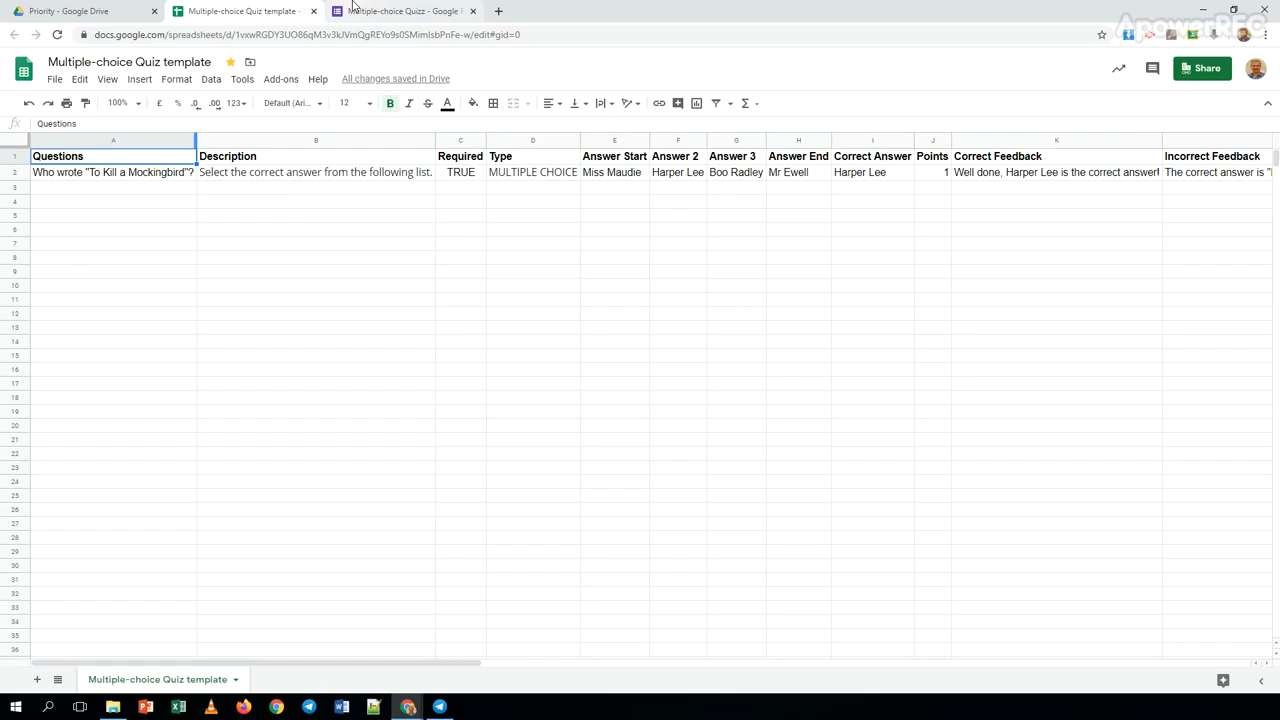 Priority - Google Drive
Multiple-choice Quiz template -
Multiple-choice Quizz - Google
docs.google.com/spreadsheets/d/1vxwRGDY3UO86qM3v3kJVmQgREYo9s0SMimIsbPnFe-w/edit#gid=0
ApowerREC
Multiple-choice Quiz template
File Edit View Insert Format Data Tools Add-ons Help All changes saved in Drive
Share
100% £ % .0 .00 123 Default (Ari... 12 B I S A
fx Questions
A B C D E F G H I J K
1 Questions Description Required Type Answer Start Answer 2 Answer 3 Answer End Correct Answer Points Correct Feedback Incorrect Feedback
2 Who wrote "To Kill a Mockingbird"? Select the correct answer from the following list. TRUE MULTIPLE CHOICE Miss Maudie Harper Lee Boo Radley Mr Ewell Harper Lee 1 Well done, Harper Lee is the correct answer! The correct answer is "
3
4
5
6
7
8
9
10
11
12
13
14
15
16
17
18
19
20
21
22
23
24
25
26
27
28
29
30
31
32
33
34
35
36
Multiple-choice Quiz template